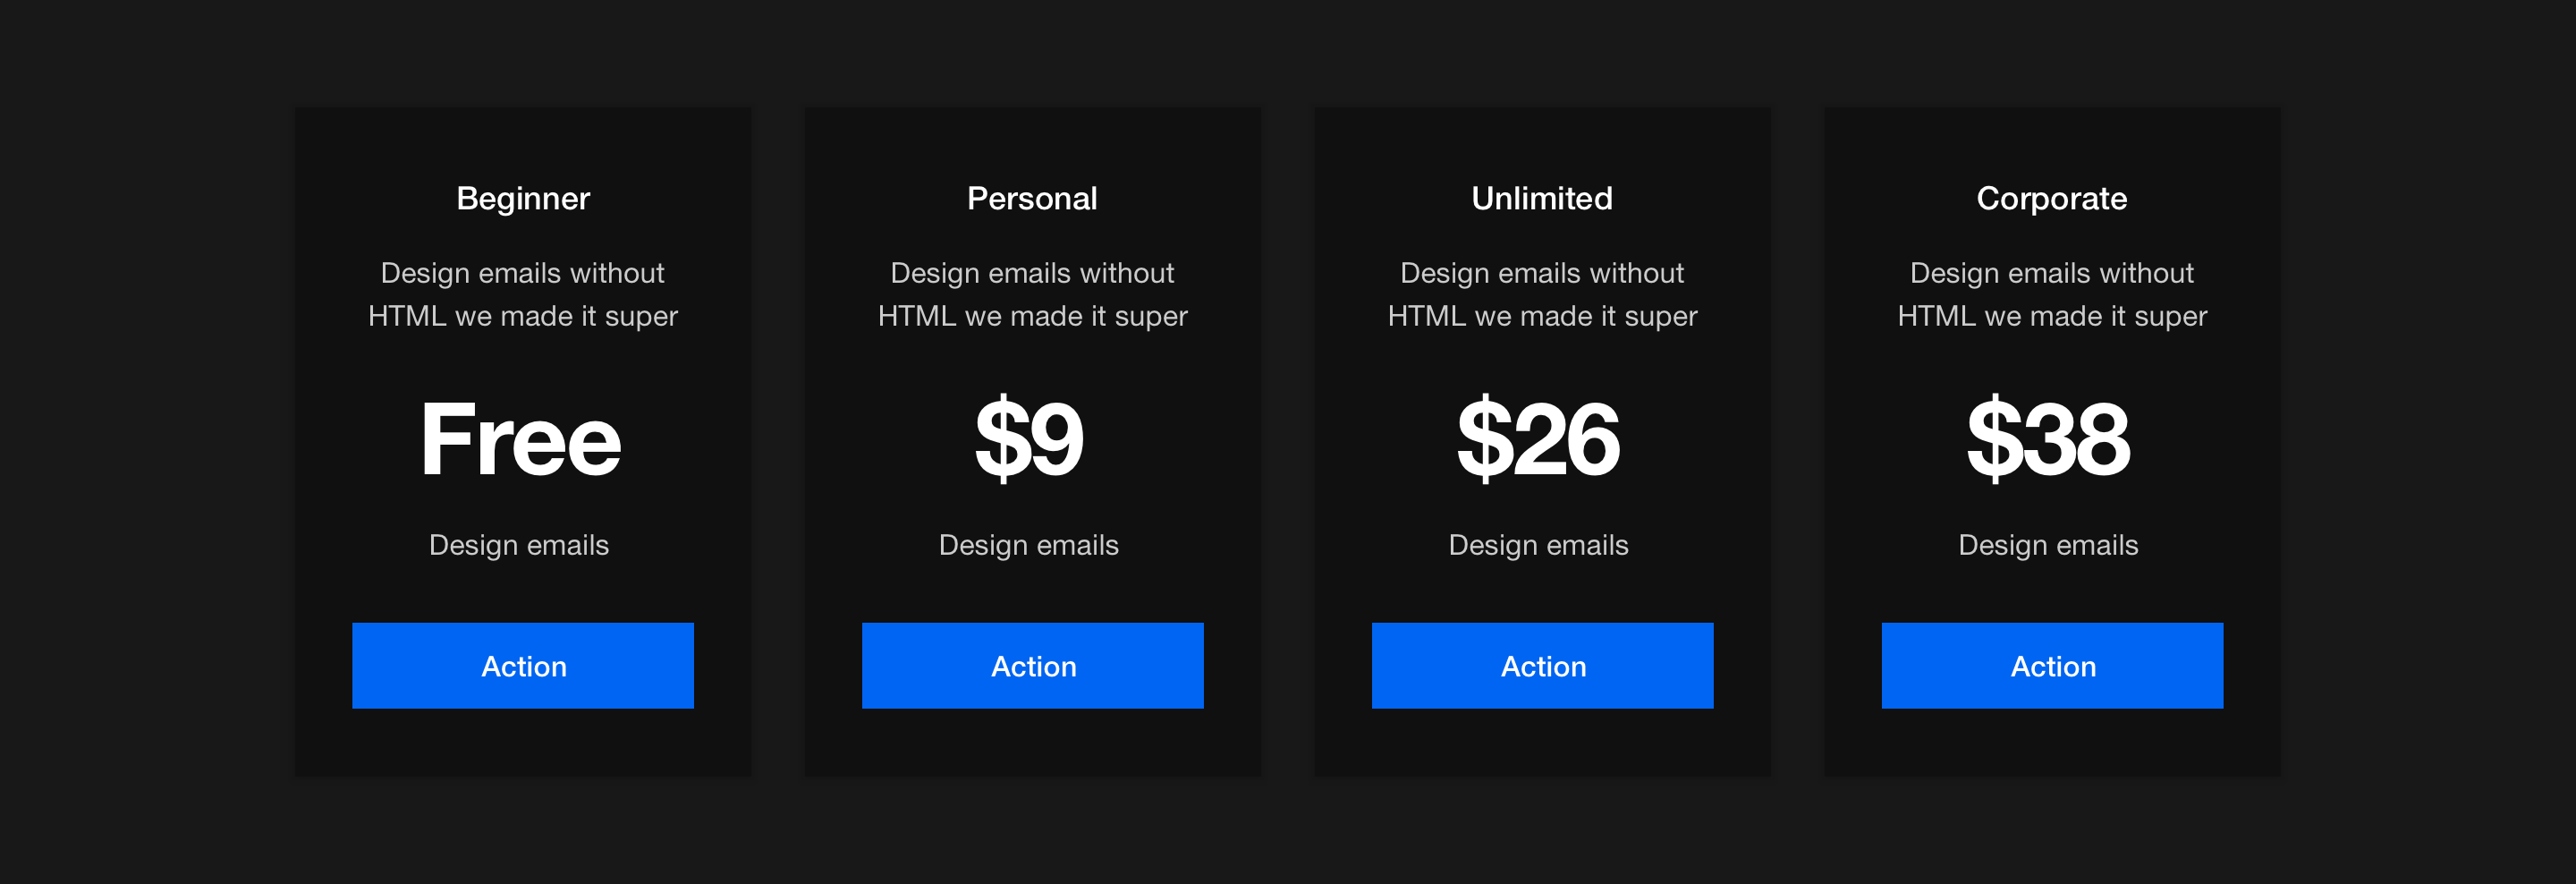 Beginner
Design emails without
HTML we made it super
Free
Design emails
Action
Personal
Design emails without
HTML we made it super
$9
Design emails
Action
Unlimited
Design emails without
HTML we made it super
$26
Design emails
Action
Corporate
Design emails without
HTML we made it super
$38
Design emails
Action